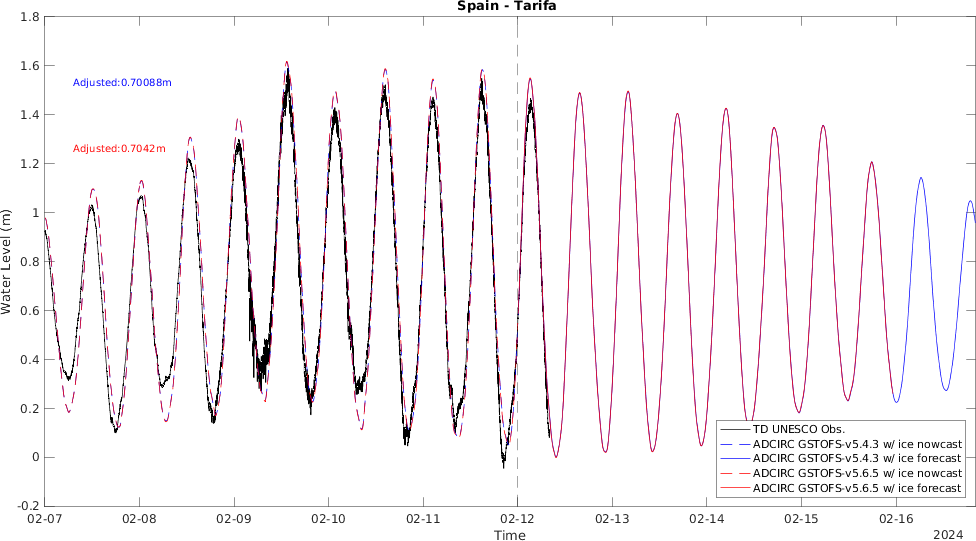 Spain - Tarifa
1.8
1.6
1.4
1.2
1
0.8
0.6
0.4
0.2
0
-0.2
Water Level (m)
Adjusted:0.70088m
Adjusted:0.7042m
TD UNESCO Obs.
ADCIRC GSTOFS-v5.4.3 w/ ice nowcast
ADCIRC GSTOFS-v5.4.3 w/ ice forecast
ADCIRC GSTOFS-v5.6.5 w/ ice nowcast
ADCIRC GSTOFS-v5.6.5 w/ ice forecast
02-07 02-08 02-09 02-10 02-11 02-12 02-13 02-14 02-15 02-16
Time
2024